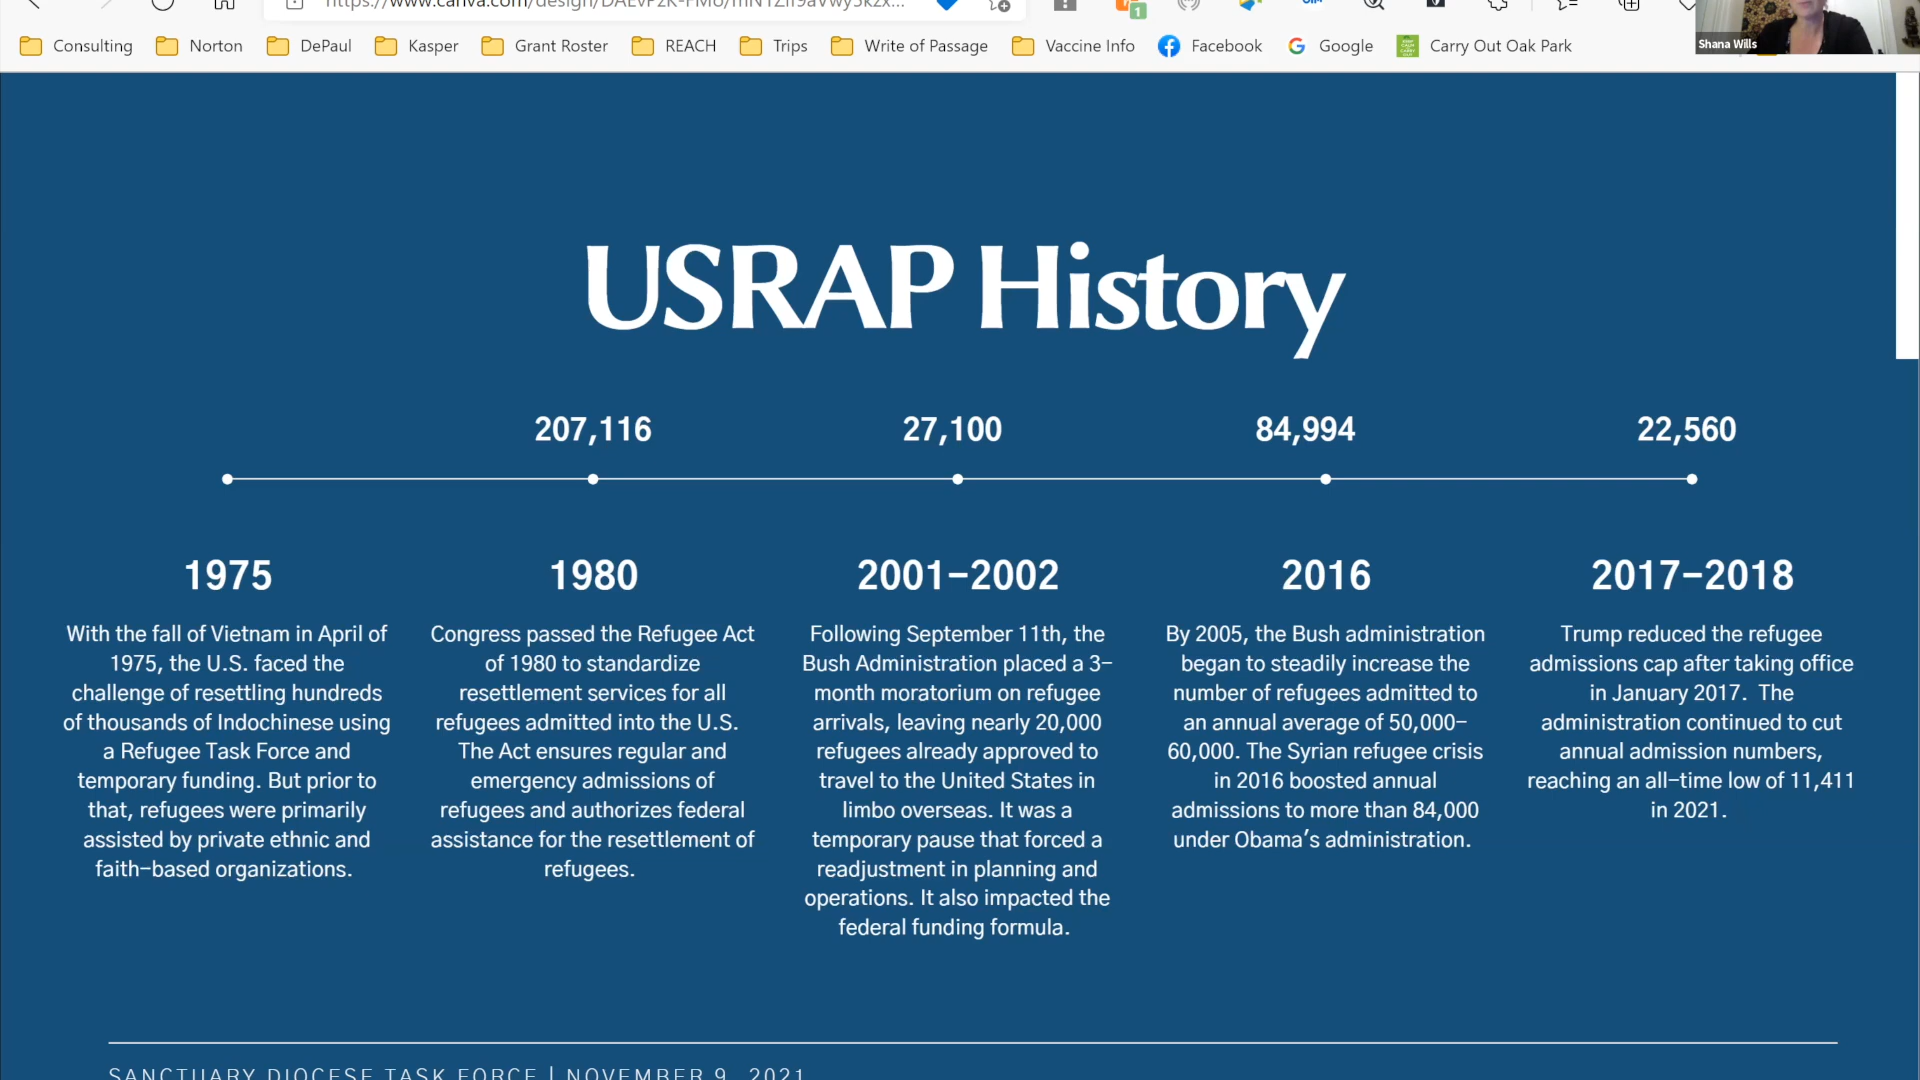 Consulting Norton DePaul Kasper Grant Roster REACH Trips Write of Passage Vaccine Info Facebook Google Carry Out Oak Park
Shana Wills
USRAP History
207,116 27,100 84,994 22,560
1975
With the fall of Vietnam in April of
1975, the U.S. faced the
challenge of resettling hundreds
of thousands of Indochinese using
a Refugee Task Force and
temporary funding. But prior to
that, refugees were primarily
assisted by private ethnic and
faith-based organizations.
1980
Congress passed the Refugee Act
of 1980 to standardize
resettlement services for all
refugees admitted into the U.S.
The Act ensures regular and
emergency admissions of
refugees and authorizes federal
assistance for the resettlement of
refugees.
2001-2002
Following September 11th, the
Bush Administration placed a 3-
month moratorium on refugee
arrivals, leaving nearly 20,000
refugees already approved to
travel to the United States in
limbo overseas. It was a
temporary pause that forced a
readjustment in planning and
operations. It also impacted the
federal funding formula.
2016
By 2005, the Bush administration
began to steadily increase the
number of refugees admitted to
an annual average of 50,000-
60,000. The Syrian refugee crisis
in 2016 boosted annual
admissions to more than 84,000
under Obama's administration.
2017-2018
Trump reduced the refugee
admissions cap after taking office
in January 2017. The
administration continued to cut
annual admission numbers,
reaching an all-time low of 11,411
in 2021.
SANCTUARY DIOCESE TASK FORCE | NOVEMBER 9, 2021